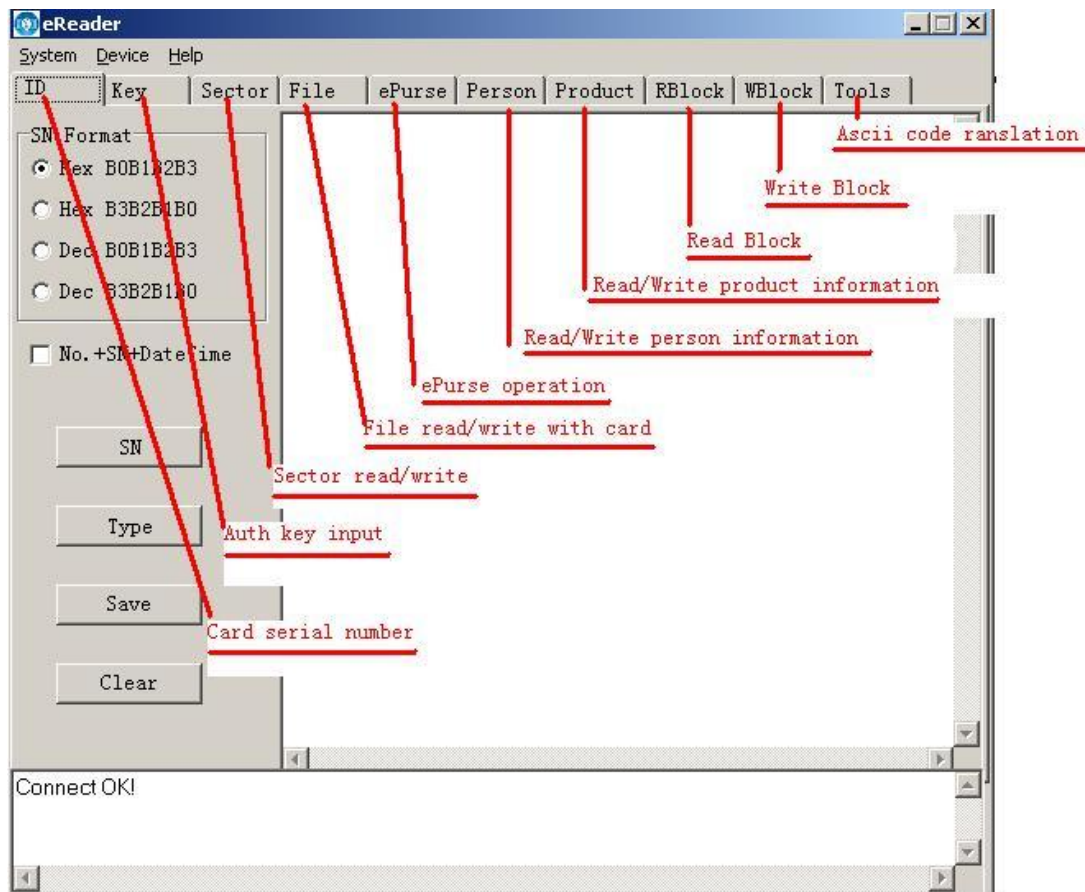 eReader
System Device Help
ID Key Sector File ePurse Person Product RBlock WBlock Tools
SN Format
Hex B0B1B2B3
Hex B3B2B1B0
Dec B0B1B2B3
Dec B3B2B1B0
No.+SN+DateTime
SN
Type
Save
Clear
Ascii code ranslation
Write Block
Read Block
Read/Write product information
Read/Write person information
ePurse operation
File read/write with card
Sector read/write
Auth key input
Card serial number
Connect OK!